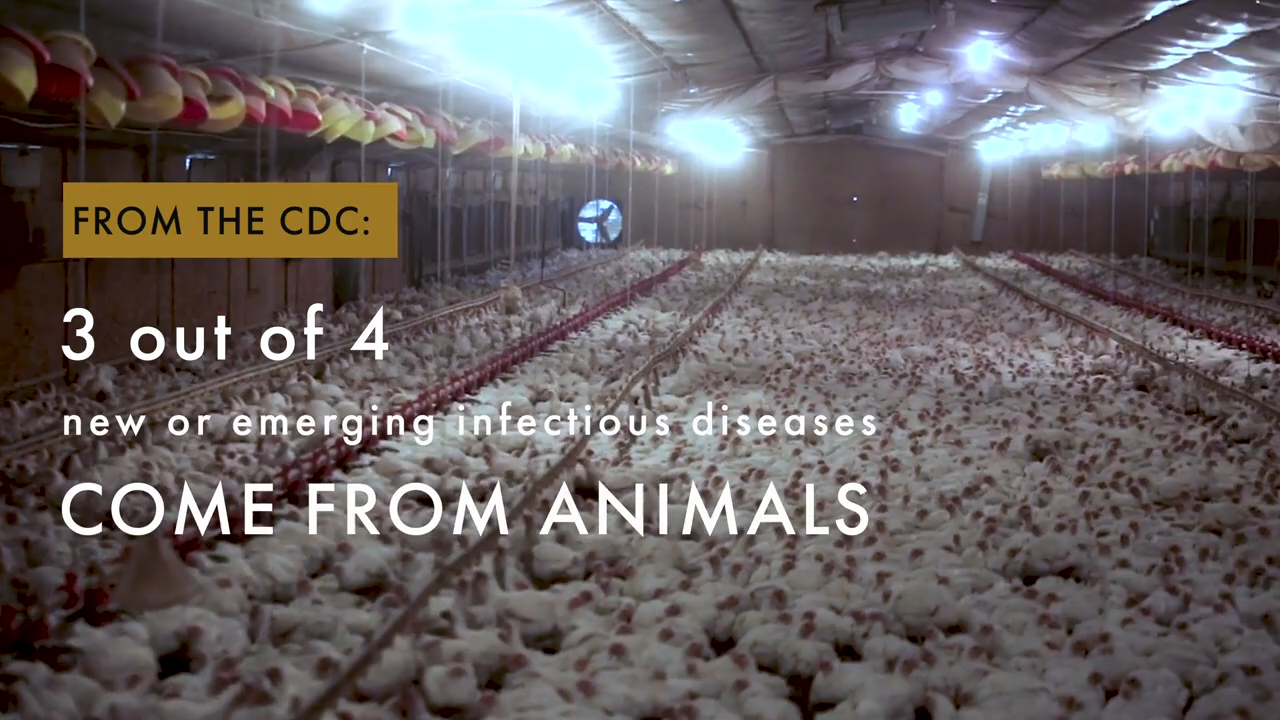 FROM THE CDC:
3 out of 4
new or emerging infectious diseases
COME FROM ANIMALS